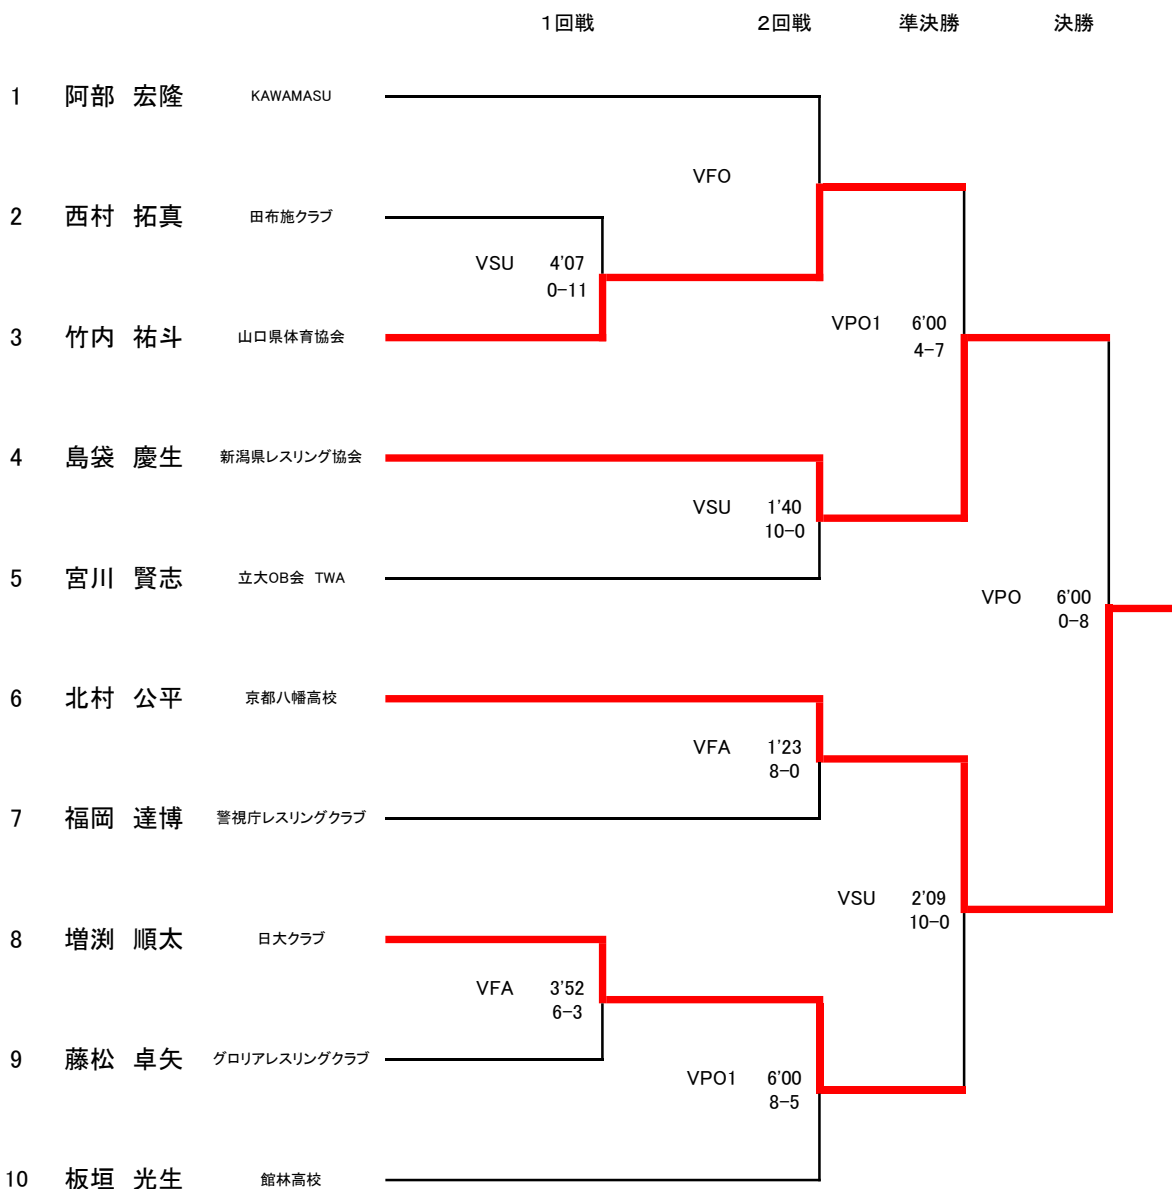 1回戦 2回戦 準決勝 決勝
1 阿部 宏隆 KAWAMASU
VFO
2 西村 拓真 田布施クラブ
VSU 4'07
0-11
VPO1 6'00
3 竹内 祐斗 山口県体育協会
4-7
4 島袋 慶生 新潟県レスリング協会
VSU 1'40
10-0
5 宮川 賢志 立大OB会 TWA
VPO 6'00
0-8
6 北村 公平 京都八幡高校
VFA 1'23
8-0
7 福岡 達博 警視庁レスリングクラブ
VSU 2'09
10-0
8 増渕 順太 日大クラブ
VFA 3'52
6-3
9 藤松 卓矢 グロリアレスリングクラブ
VPO1 6'00
8-5
10 板垣 光生 館林高校